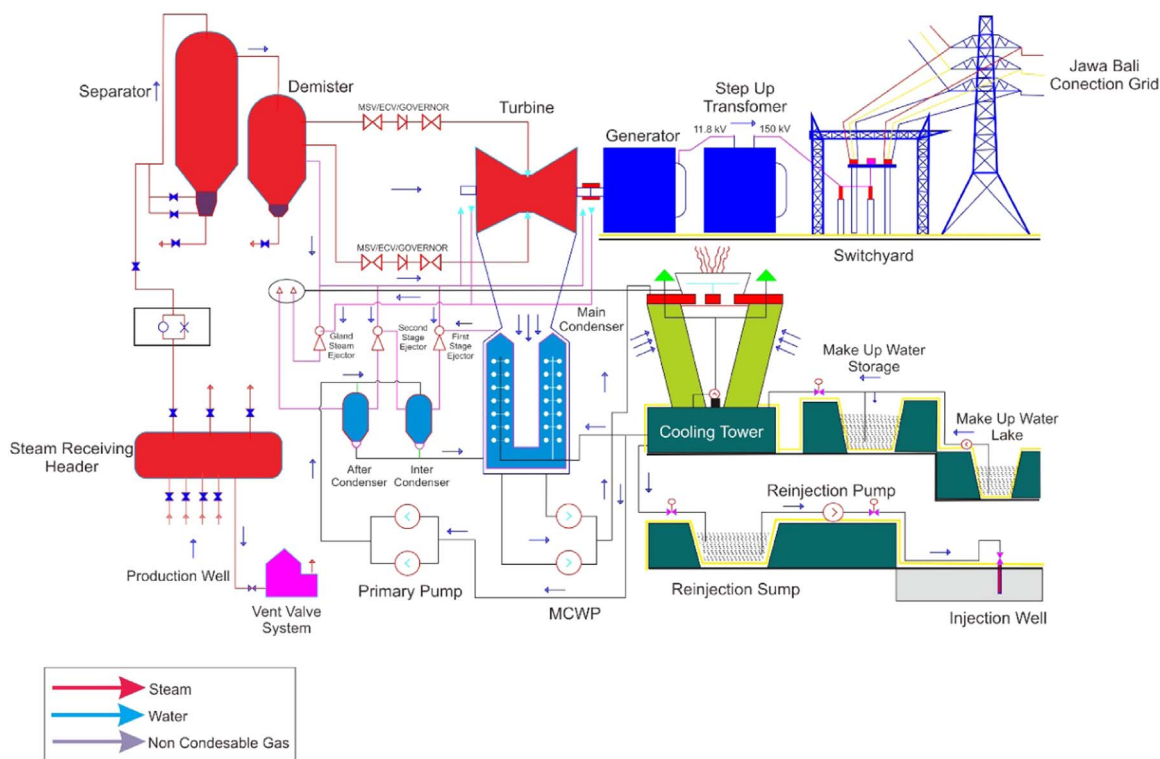 Separator
Demister
MSV/ECV/GOVERNOR
Turbine
Generator
11.8 kV
Step Up
Transfomer
150 kV
Jawa Bali
Conection Grid
Switchyard
MSV/ECV/GOVERNOR
Gland
Steam
Ejector
Second
Stage
Ejector
First
Stage
Ejector
Main
Condenser
Make Up Water
Storage
Make Up Water
Lake
Cooling Tower
Steam Receiving
Header
After
Condenser
Inter
Condenser
Production Well
Vent Valve
System
Primary Pump
MCWP
Reinjection Pump
Reinjection Sump
Injection Well
Steam
Water
Non Condesable Gas